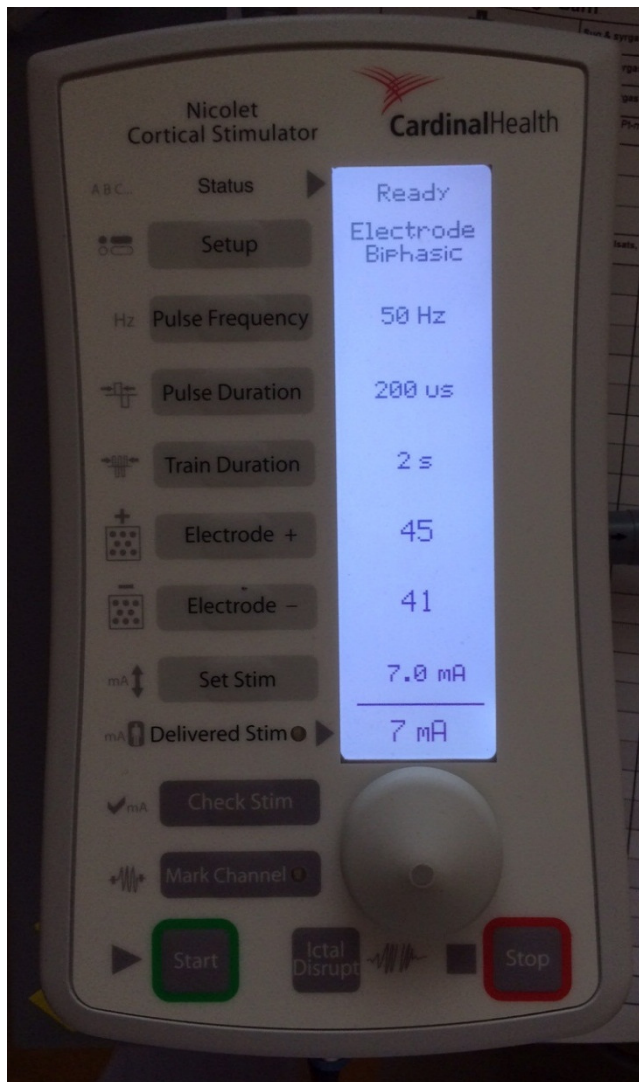 Nicolet
Cortical Stimulator
CardinalHealth
ABC... Status Ready
Setup Electrode
Biphasic
Hz Pulse Frequency 50 Hz
Pulse Duration 200 us
Train Duration 2 s
+
Electrode + 45
−
Electrode − 41
mA Set Stim 7.0 mA
mA Delivered Stim 7 mA
mA Check Stim
Mark Channel
Start
Ictal
Disrupt
Stop